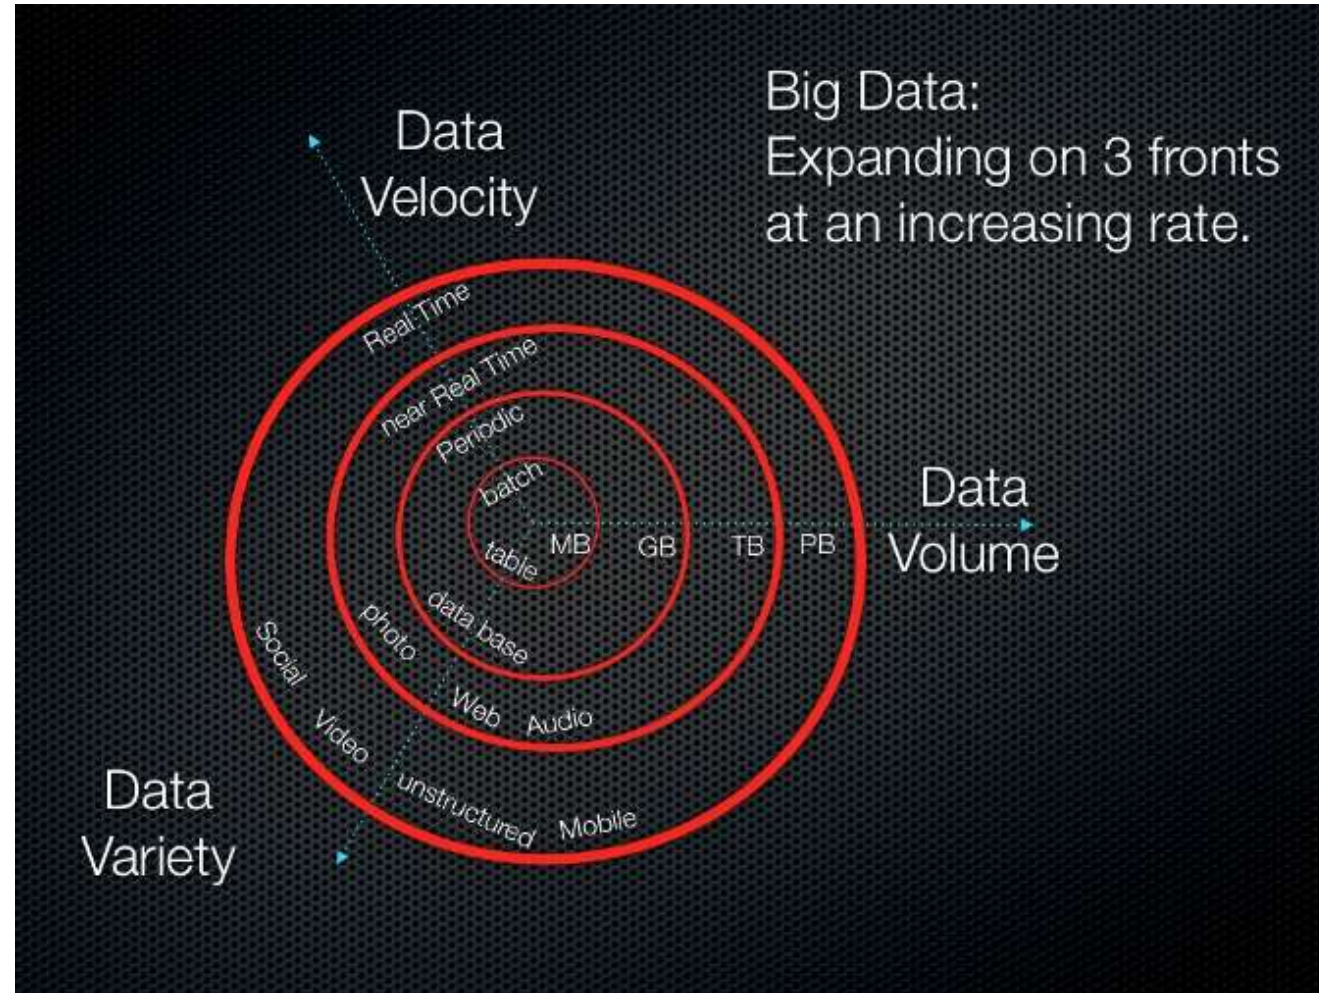 Big Data:
Expanding on 3 fronts
at an increasing rate.
Data
Velocity
Real Time
near Real Time
Periodic
batch
Data
Volume
MB GB TB PB
table
data base
photo Web Audio
Social Video unstructured Mobile
Data
Variety